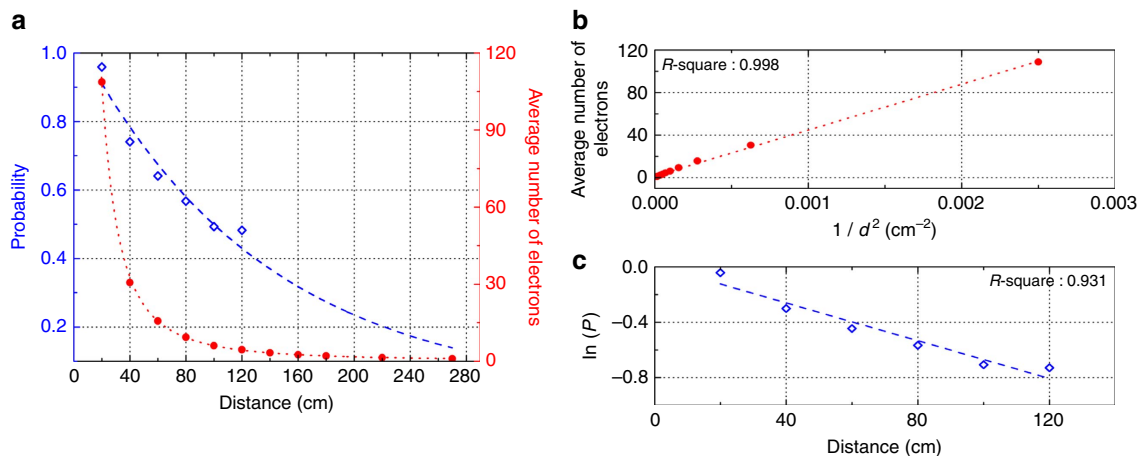 a
1.0
0.8
0.6
0.4
0.2
Probability
0
40
80
120
160
200
240
280
Distance (cm)
120
90
60
30
0
Average number of electrons
b
R-square : 0.998
120
80
40
0
Average number of
electrons
0.000
0.001
0.002
0.003
1 / d² (cm⁻²)
c
R-square : 0.931
0.0
−0.4
−0.8
ln (P)
0
40
80
120
Distance (cm)